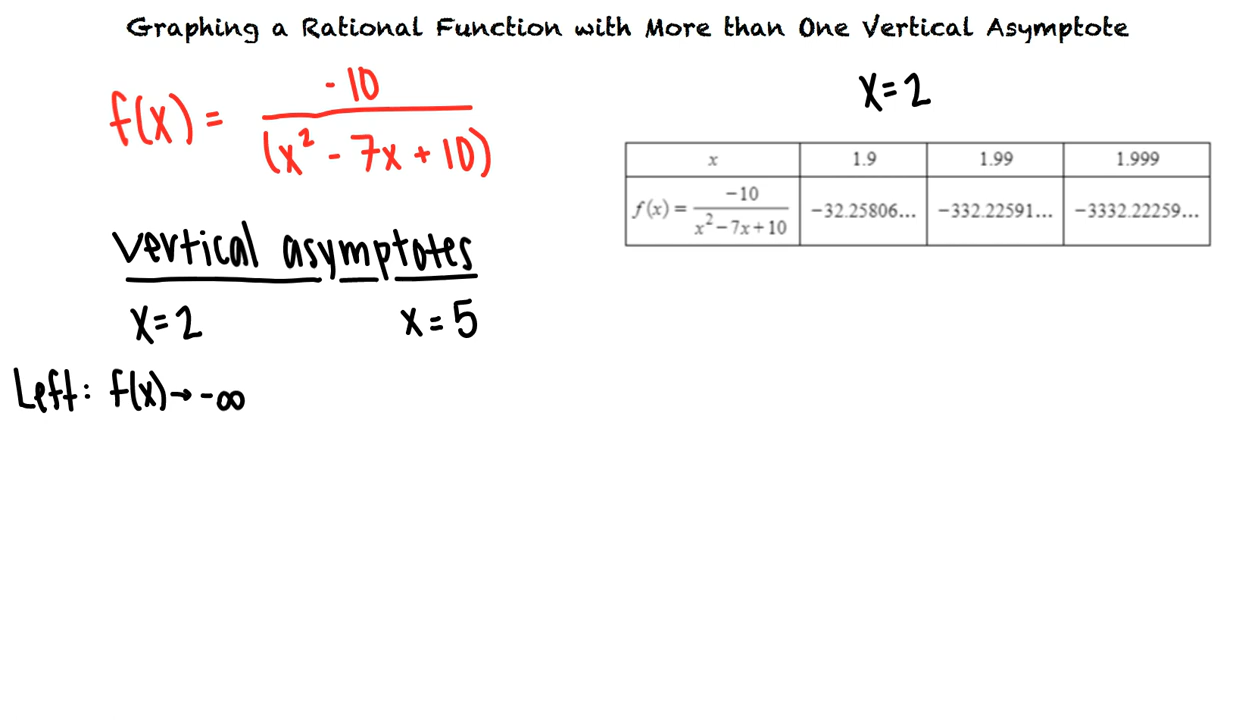 Graphing a Rational Function with More than One Vertical Asymptote
f(x) = -10 / (x² - 7x + 10)
x=2
x 1.9 1.99 1.999
f(x) = -10 / x²-7x+10 -32.25806... -332.22591... -3332.22259...
vertical asymptotes
x=2 x=5
Left: f(x)→-∞